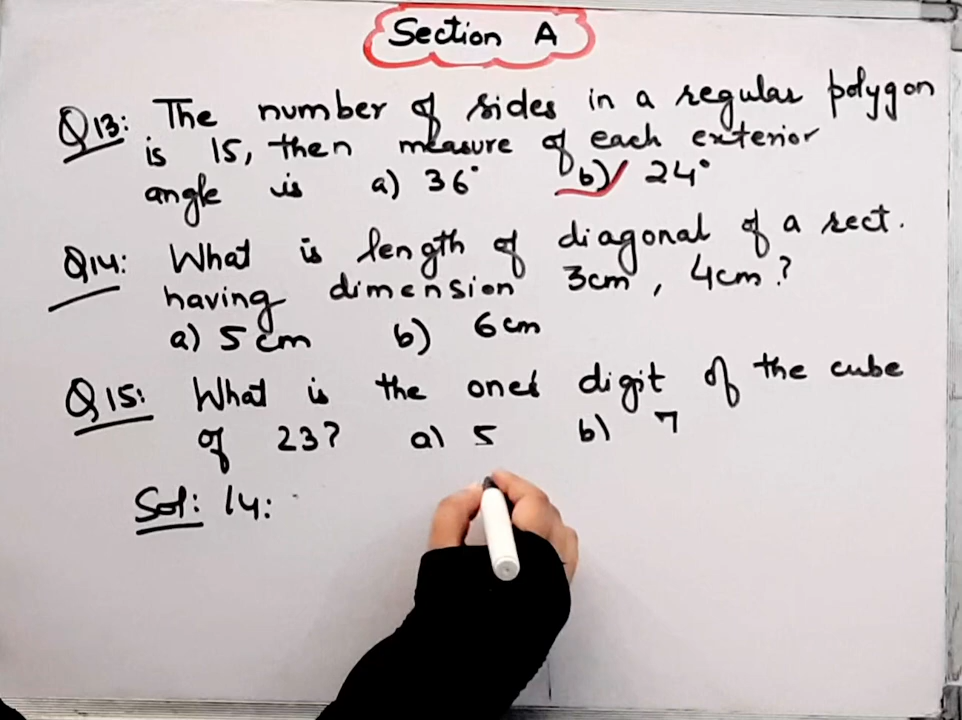 Section A
Q13: The number of sides in a regular polygon
is 15, then measure of each exterior
angle is a) 36° b) 24°
Q14: What is length of diagonal of a rect.
having dimension 3cm, 4cm?
a) 5 cm b) 6cm
Q15: What is the ones digit of the cube
of 23? a) 5 b) 7
Sol: 14: